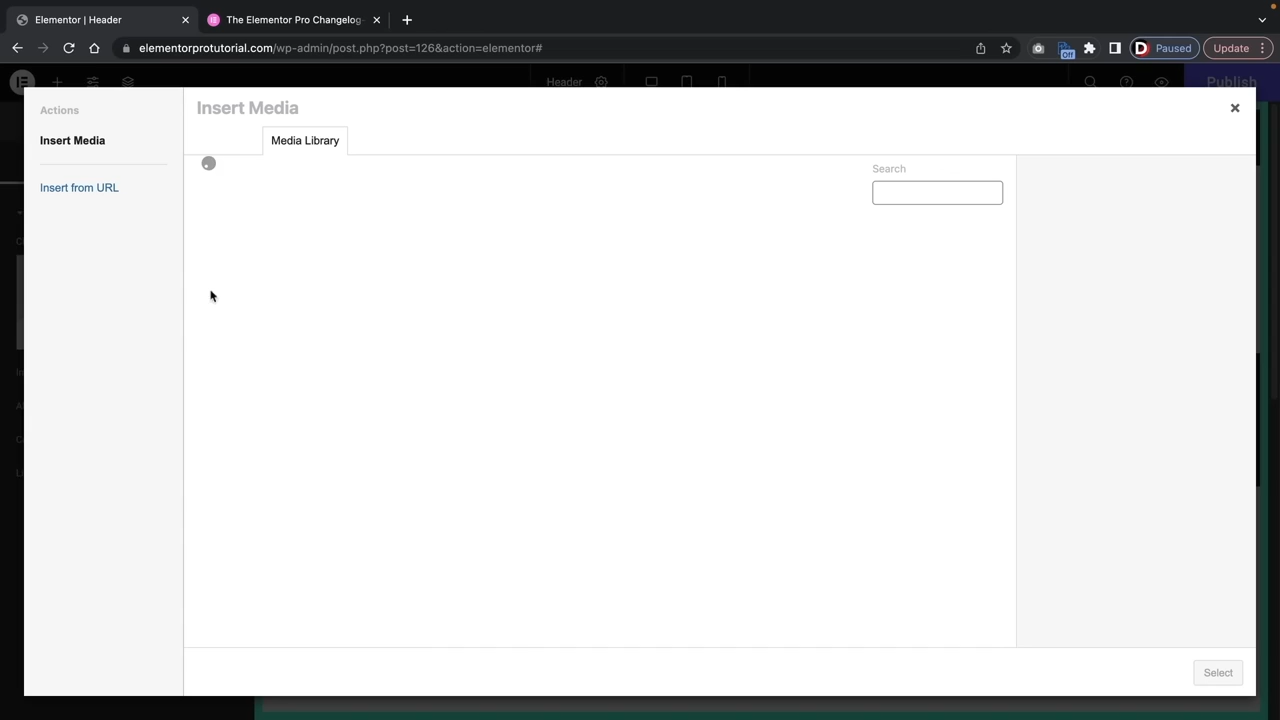 Elementor | Header
The Elementor Pro Changelog
elementorprotutorial.com/wp-admin/post.php?post=126&action=elementor#
Off
D
Paused
Update
Header
Publish
Actions
Insert Media
Insert from URL
Insert Media
Media Library
Search
Select